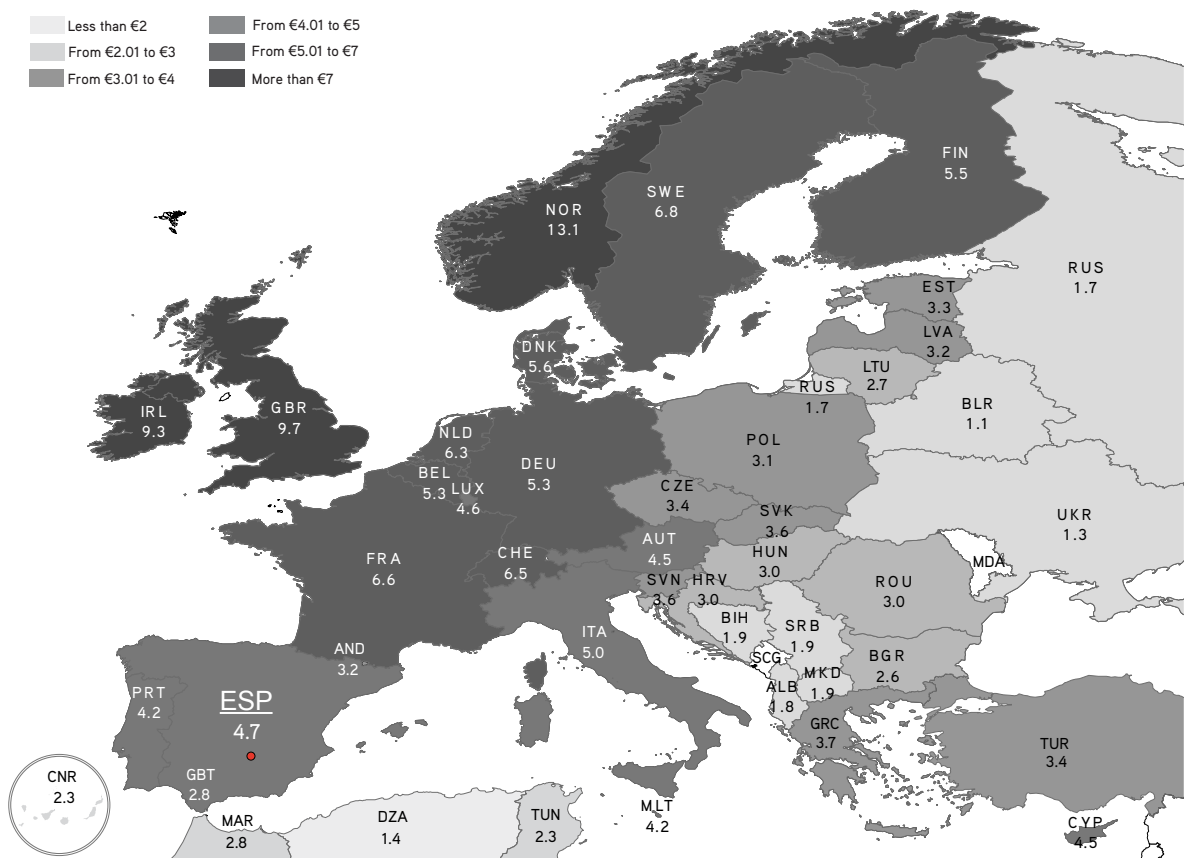 Less than €2
From €2.01 to €3
From €3.01 to €4
From €4.01 to €5
From €5.01 to €7
More than €7
NOR
13.1
SWE
6.8
FIN
5.5
RUS
1.7
EST
3.3
LVA
3.2
LTU
2.7
RUS
1.7
BLR
1.1
DNK
5.6
IRL
9.3
GBR
9.7
NLD
6.3
BEL
5.3
LUX
4.6
DEU
5.3
POL
3.1
CZE
3.4
SVK
3.6
UKR
1.3
MDA
FRA
6.6
CHE
6.5
AUT
4.5
HUN
3.0
ROU
3.0
SVN
3.6
HRV
3.0
BIH
1.9
SRB
1.9
SCG
MKD
1.9
ALB
1.8
BGR
2.6
GRC
3.7
ITA
5.0
AND
3.2
PRT
4.2
ESP
4.7
GBT
2.8
CNR
2.3
MAR
2.8
DZA
1.4
TUN
2.3
MLT
4.2
TUR
3.4
CYP
4.5